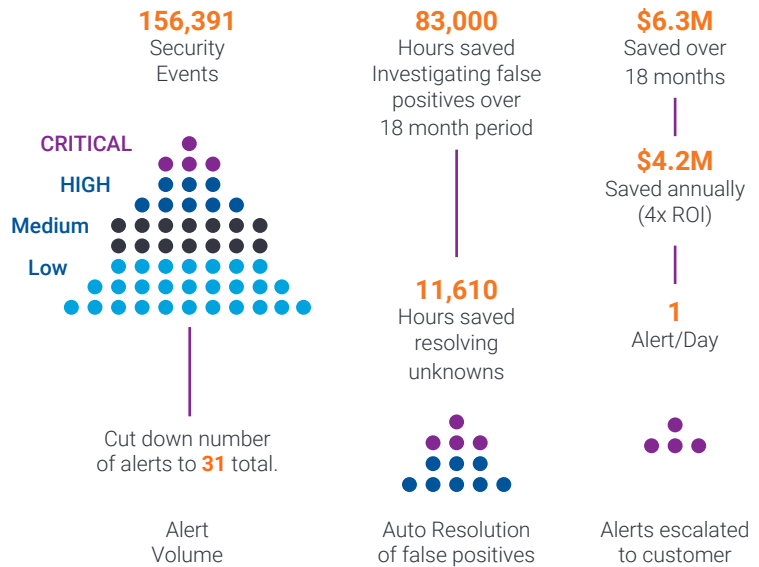 156,391
Security
Events
CRITICAL
HIGH
Medium
Low
Cut down number
of alerts to 31 total.
Alert
Volume
83,000
Hours saved
Investigating false
positives over
18 month period
11,610
Hours saved
resolving
unknowns
Auto Resolution
of false positives
$6.3M
Saved over
18 months
$4.2M
Saved annually
(4x ROI)
1
Alert/Day
Alerts escalated
to customer